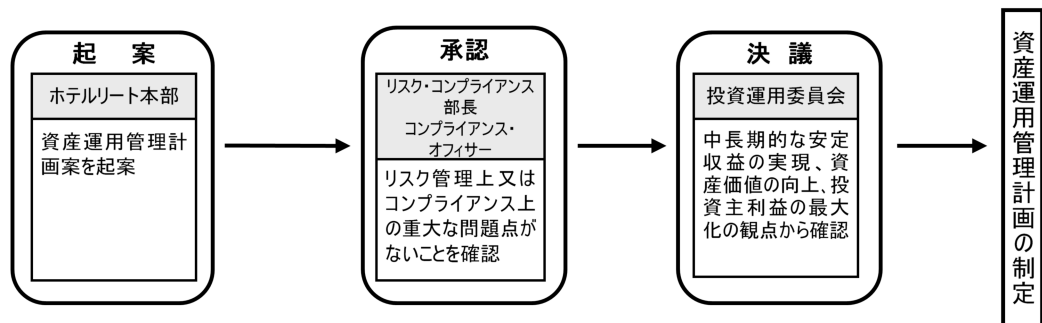 起 案
ホテルリート本部
資産運用管理計
画案を起案
承認
リスク・コンプライアンス
部長
コンプライアンス・
オフィサー
リスク管理上又は
コンプライアンス上
の重大な問題点が
ないことを確認
決 議
投資運用委員会
中長期的な安定
収益の実現、資
産価値の向上、投
資主利益の最大
化の観点から確認
資産運用管理計画の制定